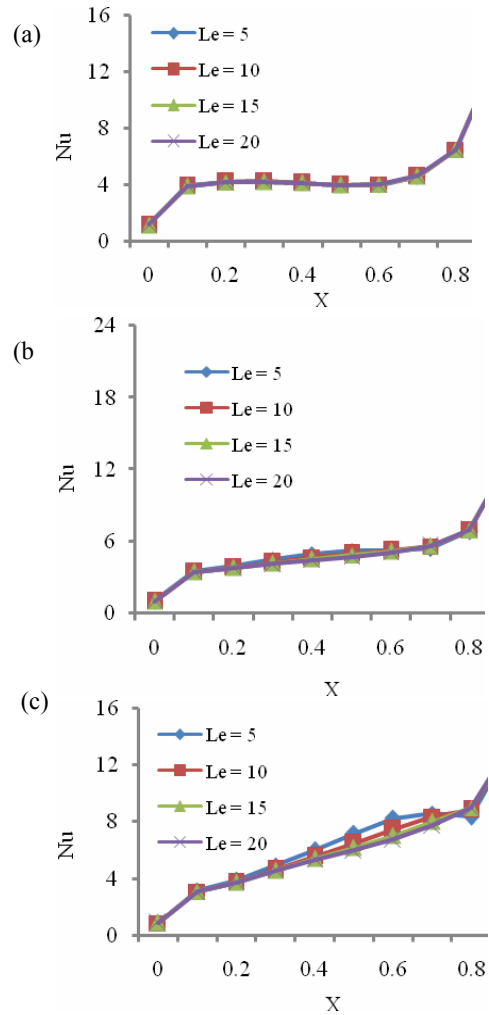 (a)
16
12
8
4
0
Nu
Le = 5
Le = 10
Le = 15
Le = 20
0 0.2 0.4 0.6 0.8
X
(b)
24
18
12
6
0
Nu
Le = 5
Le = 10
Le = 15
Le = 20
0 0.2 0.4 0.6 0.8
X
(c)
16
12
8
4
0
Nu
Le = 5
Le = 10
Le = 15
Le = 20
0 0.2 0.4 0.6 0.8
X